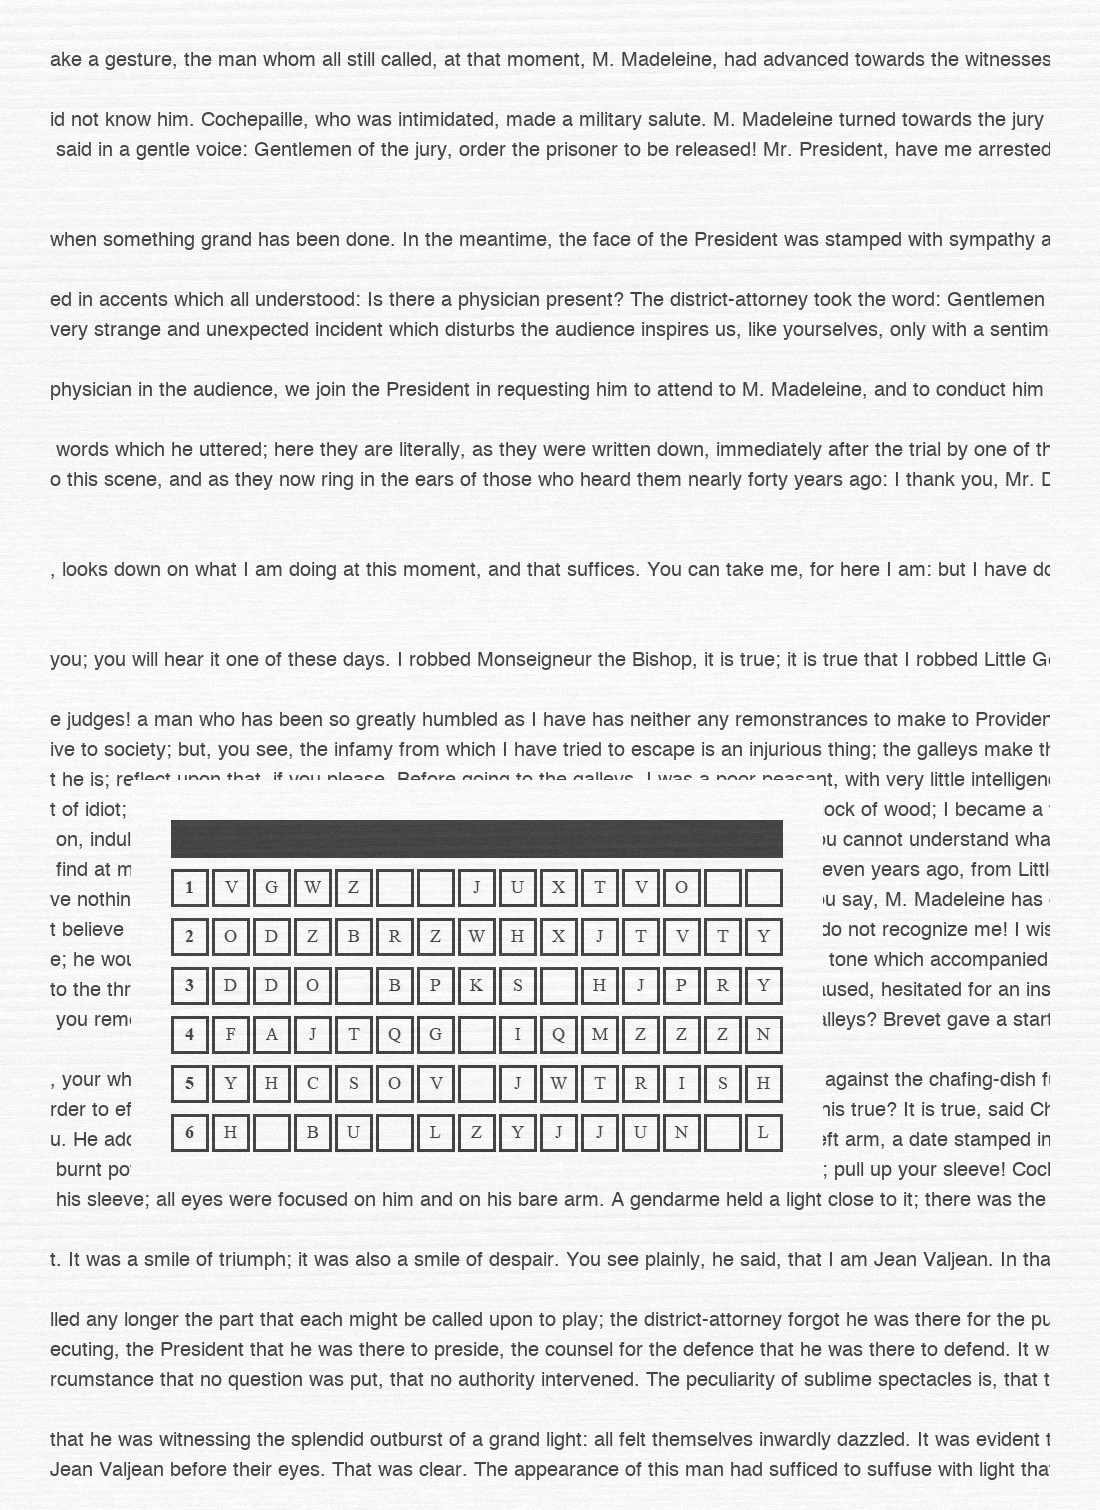 ake a gesture, the man whom all still called, at that moment, M. Madeleine, had advanced towards the witnesses
id not know him. Cochepaille, who was intimidated, made a military salute. M. Madeleine turned towards the jury
said in a gentle voice: Gentlemen of the jury, order the prisoner to be released! Mr. President, have me arrested
when something grand has been done. In the meantime, the face of the President was stamped with sympathy a
ed in accents which all understood: Is there a physician present? The district-attorney took the word: Gentlemen
very strange and unexpected incident which disturbs the audience inspires us, like yourselves, only with a sentim
physician in the audience, we join the President in requesting him to attend to M. Madeleine, and to conduct him
words which he uttered; here they are literally, as they were written down, immediately after the trial by one of th
o this scene, and as they now ring in the ears of those who heard them nearly forty years ago: I thank you, Mr. D
, looks down on what I am doing at this moment, and that suffices. You can take me, for here I am: but I have do
you; you will hear it one of these days. I robbed Monseigneur the Bishop, it is true; it is true that I robbed Little Ge
e judges! a man who has been so greatly humbled as I have has neither any remonstrances to make to Providen
ive to society; but, you see, the infamy from which I have tried to escape is an injurious thing; the galleys make th
t he is; reflect upon that, if you please. Before going to the galleys, I was a poor peasant, with very little intelligenc
t of idiot; ock of wood; I became a
on, indul ou cannot understand wha
find at m even years ago, from Littl
ve nothin ou say, M. Madeleine has
t believe do not recognize me! I wis
e; he wou tone which accompanied
to the thr aused, hesitated for an ins
you reme alleys? Brevet gave a start
, your wh against the chafing-dish f
rder to ef his true? It is true, said Ch
u. He add eft arm, a date stamped in
burnt po ; pull up your sleeve! Coch
1 V G W Z J U X T V O
2 O D Z B R Z W H X J T V T Y
3 D D O B P K S H J P R Y
4 F A J T Q G I Q M Z Z Z N
5 Y H C S O V J W T R I S H
6 H B U L Z Y J J U N L
his sleeve; all eyes were focused on him and on his bare arm. A gendarme held a light close to it; there was the
t. It was a smile of triumph; it was also a smile of despair. You see plainly, he said, that I am Jean Valjean. In tha
lled any longer the part that each might be called upon to play; the district-attorney forgot he was there for the pu
ecuting, the President that he was there to preside, the counsel for the defence that he was there to defend. It w
rcumstance that no question was put, that no authority intervened. The peculiarity of sublime spectacles is, that t
that he was witnessing the splendid outburst of a grand light: all felt themselves inwardly dazzled. It was evident t
Jean Valjean before their eyes. That was clear. The appearance of this man had sufficed to suffuse with light that